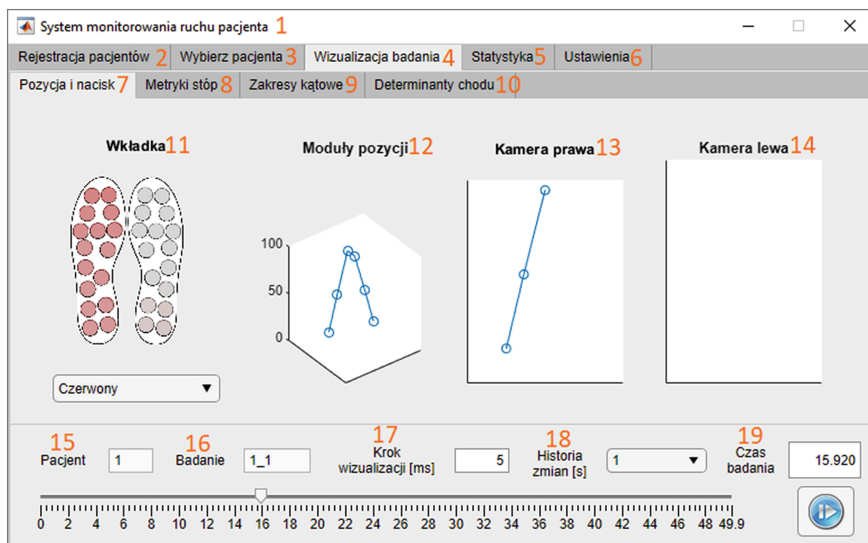 System monitorowania ruchu pacjenta 1
Rejestracja pacjentów 2 Wybierz pacjenta 3 Wizualizacja badania 4 Statystyka 5 Ustawienia 6
Pozycja i nacisk 7 Metryki stóp 8 Zakresy kątowe 9 Determinanty chodu 10
Wkładka 11 Moduły pozycji 12 Kamera prawa 13 Kamera lewa 14
100
50
0
Czerwony
15 16 17 18 19
Pacjent 1 Badanie 1_1 Krok wizualizacji [ms] 5 Historia zmian [s] 1 Czas badania 15.920
0 2 4 6 8 10 12 14 16 18 20 22 24 26 28 30 32 34 36 38 40 42 44 46 48 49.9